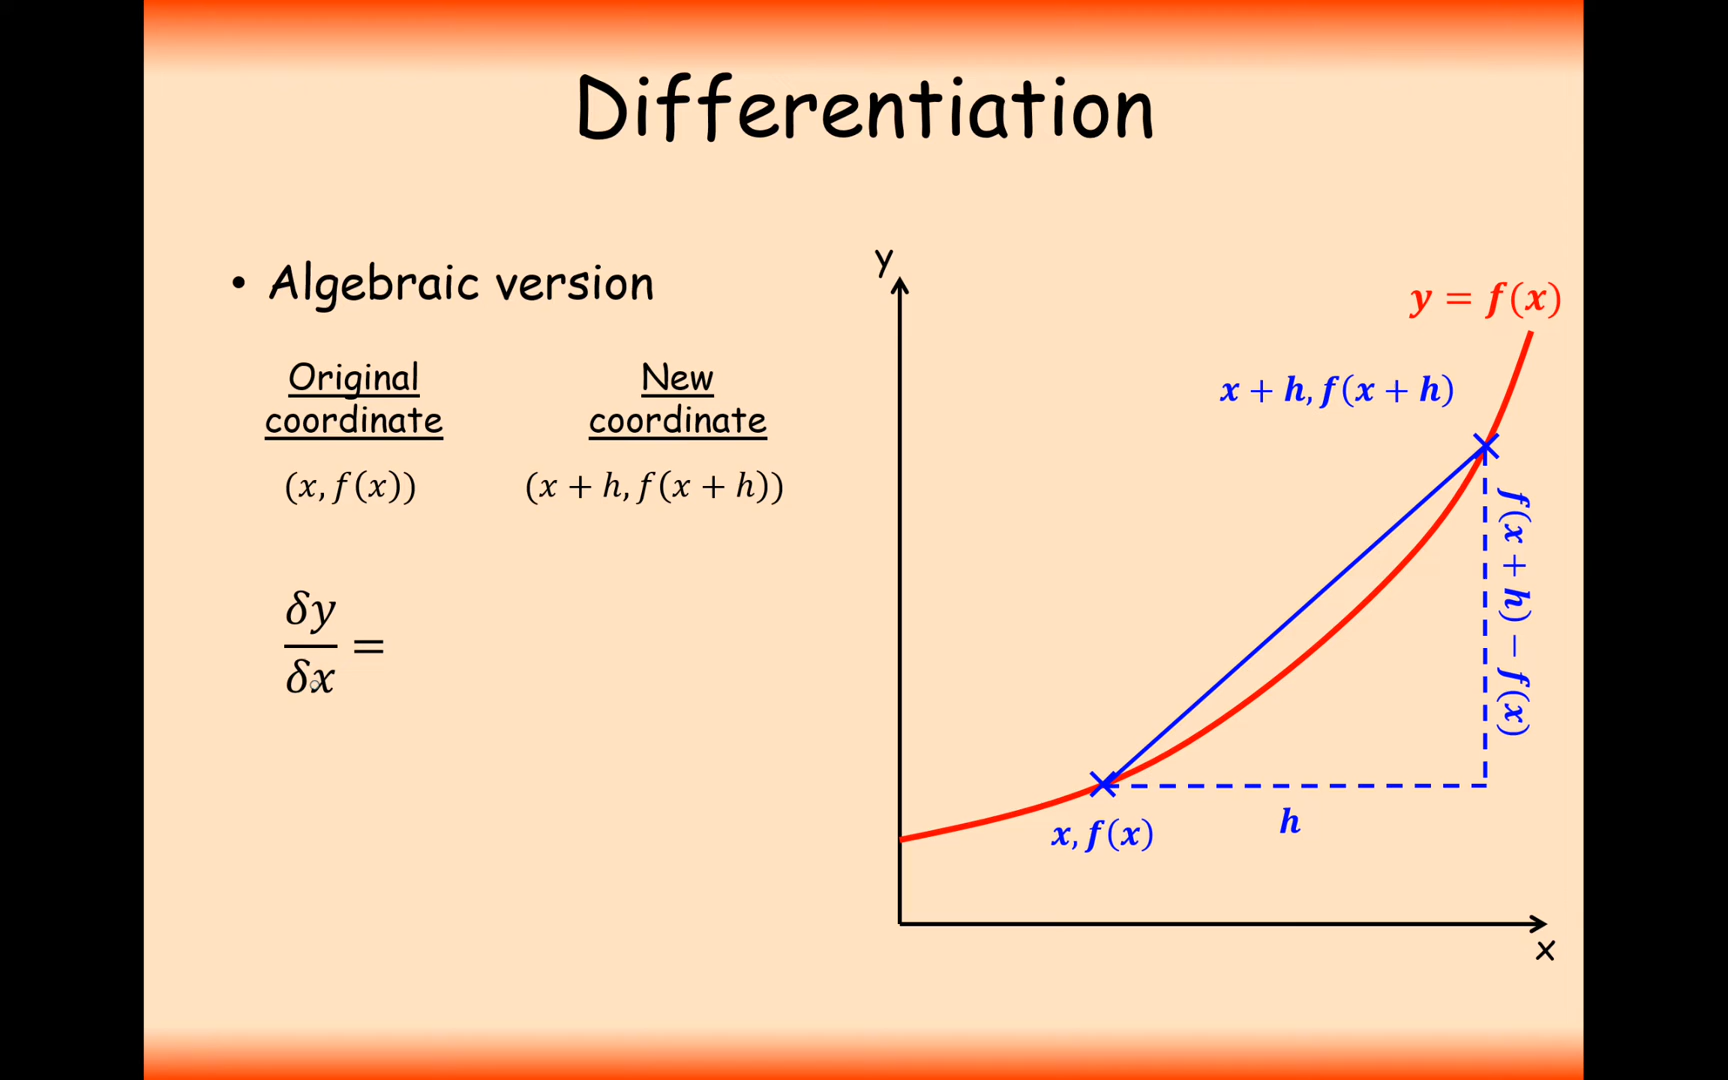 Differentiation
• Algebraic version
Original
coordinate
(x, f(x))
New
coordinate
(x + h, f(x + h))
δy
δx
=
y
y = f(x)
x + h, f(x + h)
f(x + h) − f(x)
x, f(x)
h
x